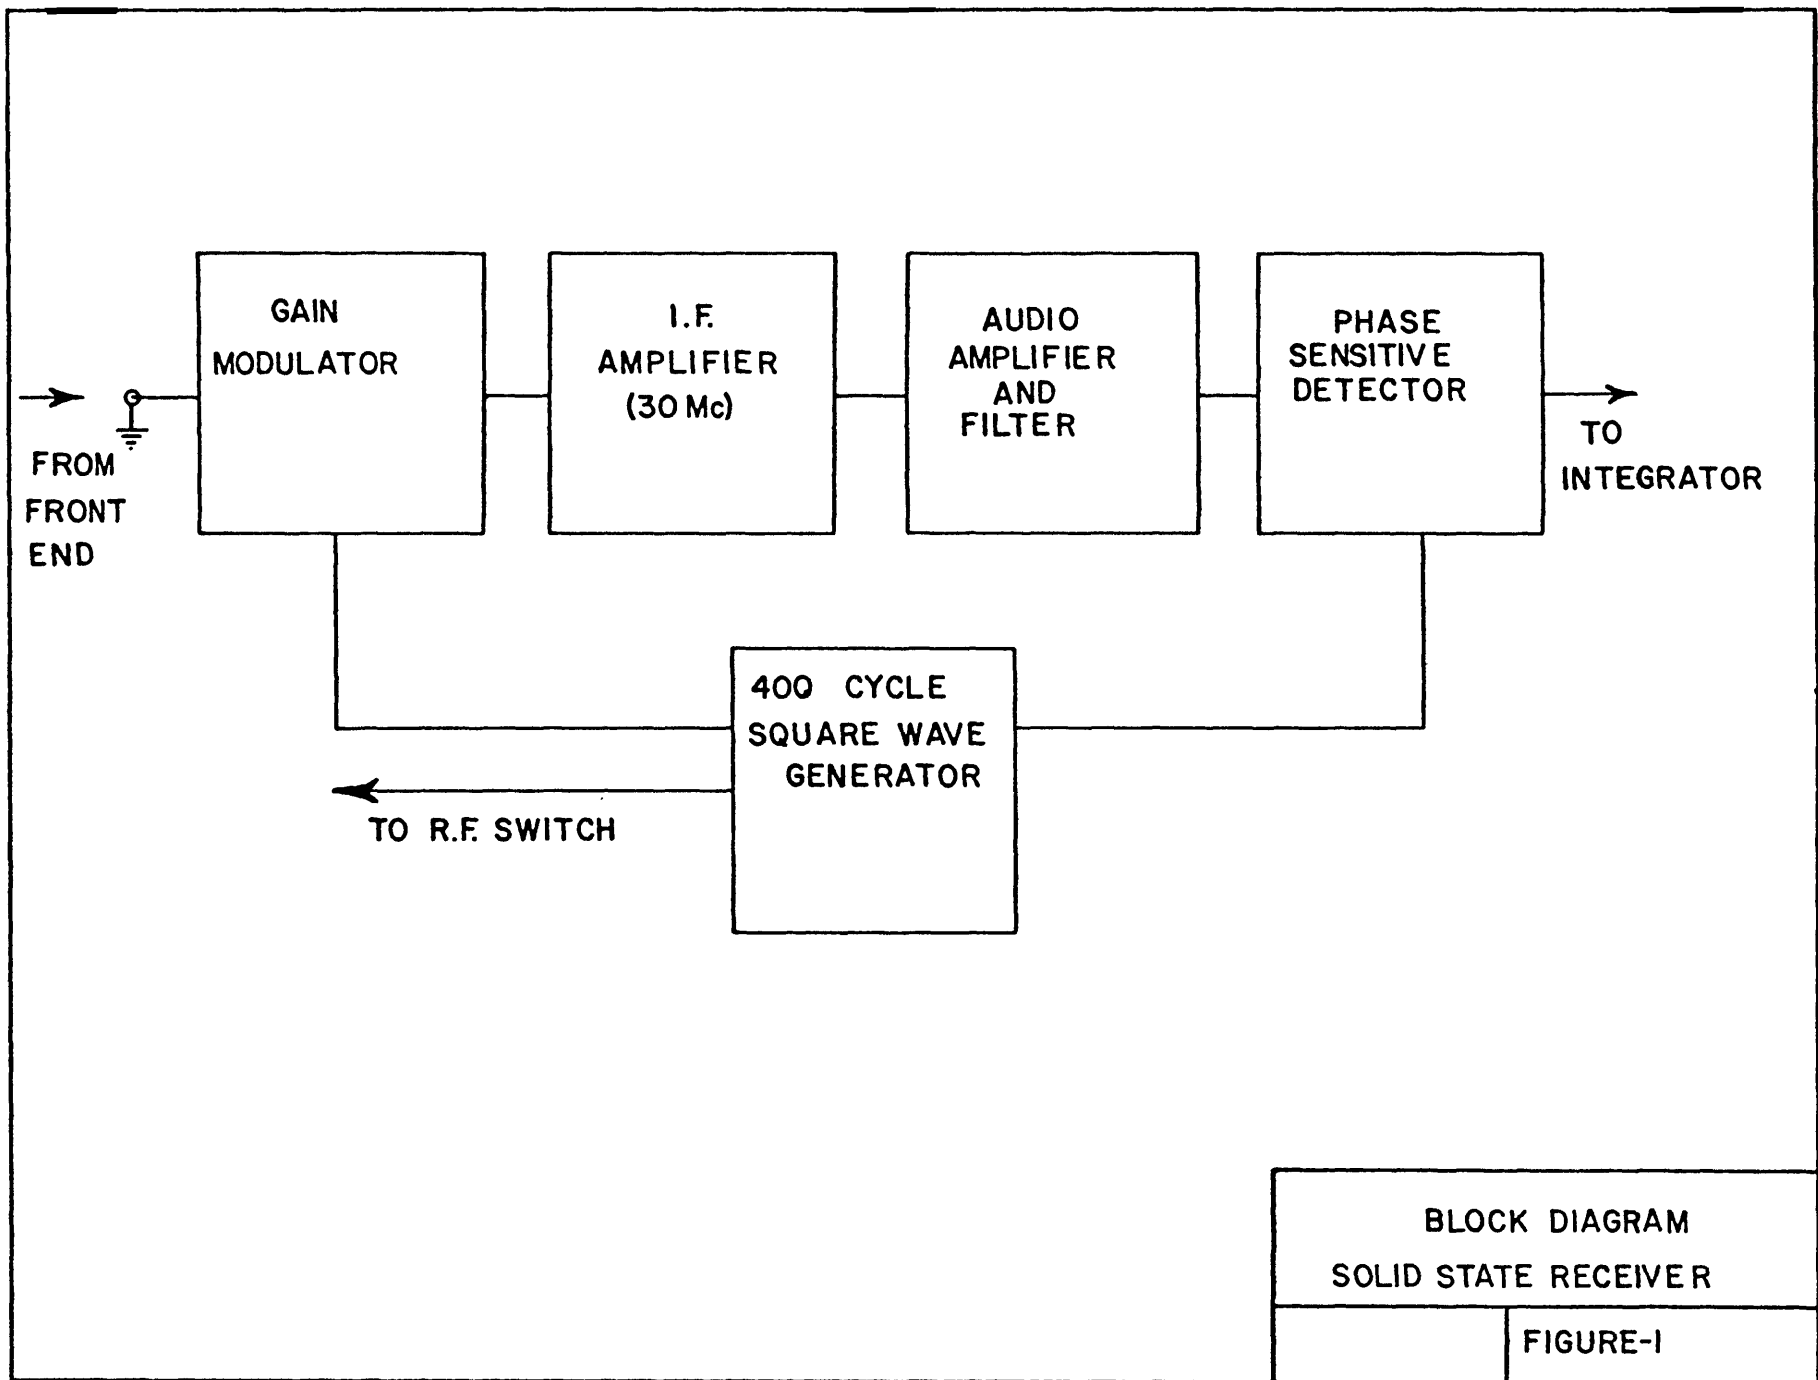 GAIN
MODULATOR
I.F.
AMPLIFIER
(30 Mc)
AUDIO
AMPLIFIER
AND
FILTER
PHASE
SENSITIVE
DETECTOR
FROM
FRONT
END
TO
INTEGRATOR
400 CYCLE
SQUARE WAVE
GENERATOR
TO R.F. SWITCH
BLOCK DIAGRAM
SOLID STATE RECEIVER
FIGURE-1